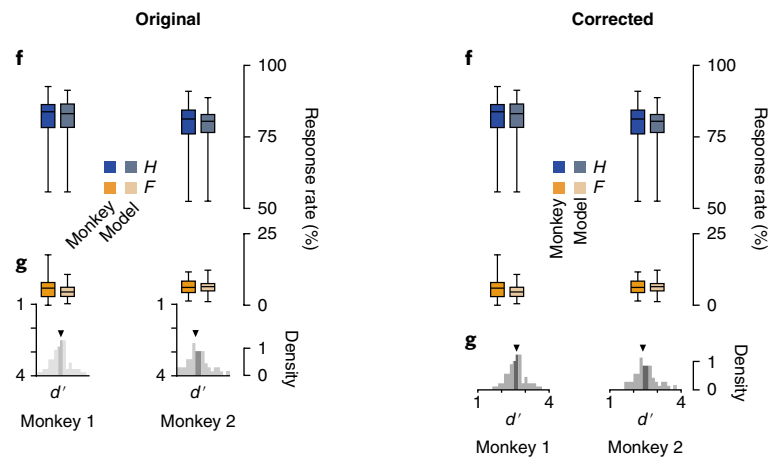 Original
f
100
75
50
Response rate (%)
H
F
Monkey
Model
25
0
g
1
4
d′
Monkey 1
1
4
d′
Monkey 2
1
0
Density
Corrected
f
100
75
50
Response rate (%)
H
F
Monkey
Model
25
0
g
1
4
d′
Monkey 1
1
4
d′
Monkey 2
1
0
Density